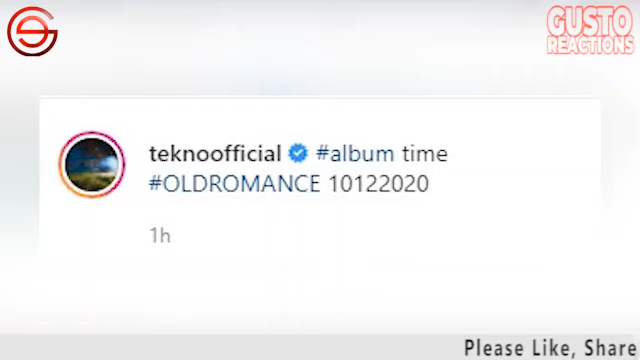 GUSTO
REACTIONS
teknoofficial #album time
#OLDROMANCE 10122020
1h
Please Like, Share